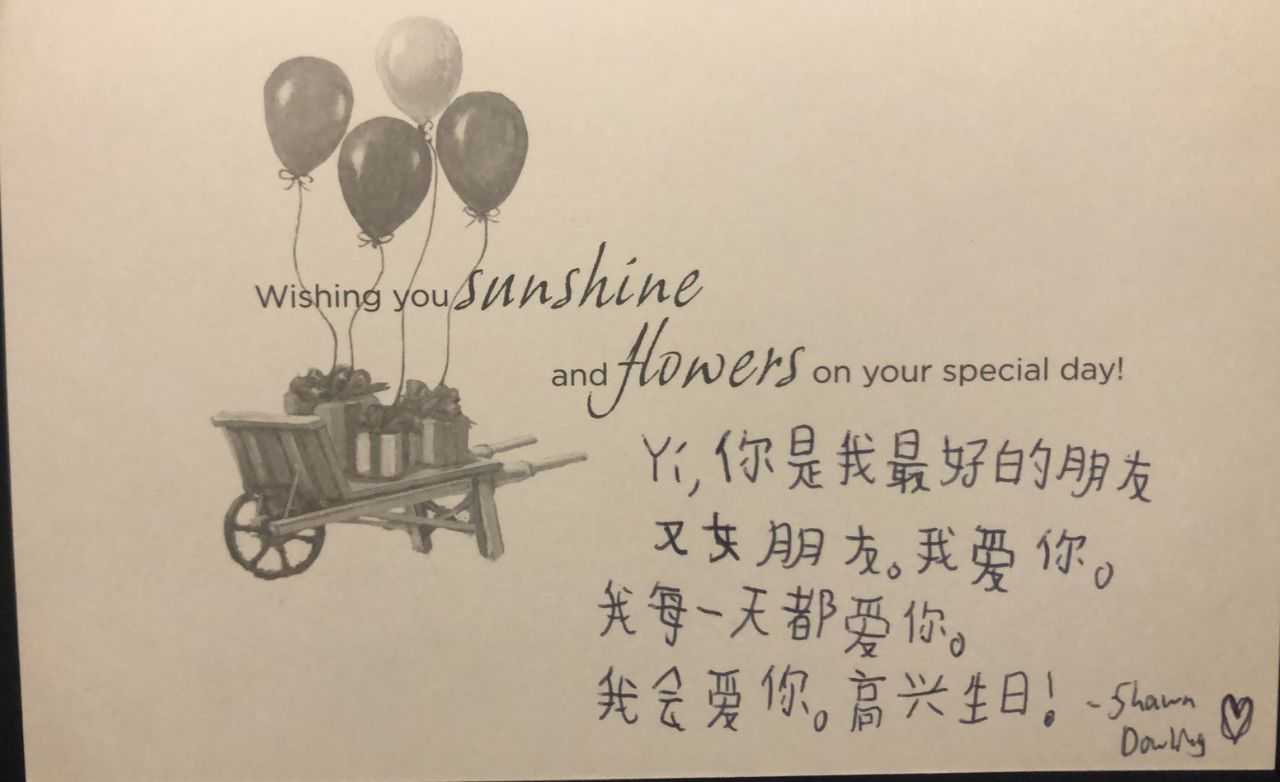 Wishing you sunshine
and flowers on your special day!
Yi, 你是我最好的朋友
又女朋友。我爱你。
我每一天都爱你。
我会爱你。高兴生日! - Shawn
Dowling